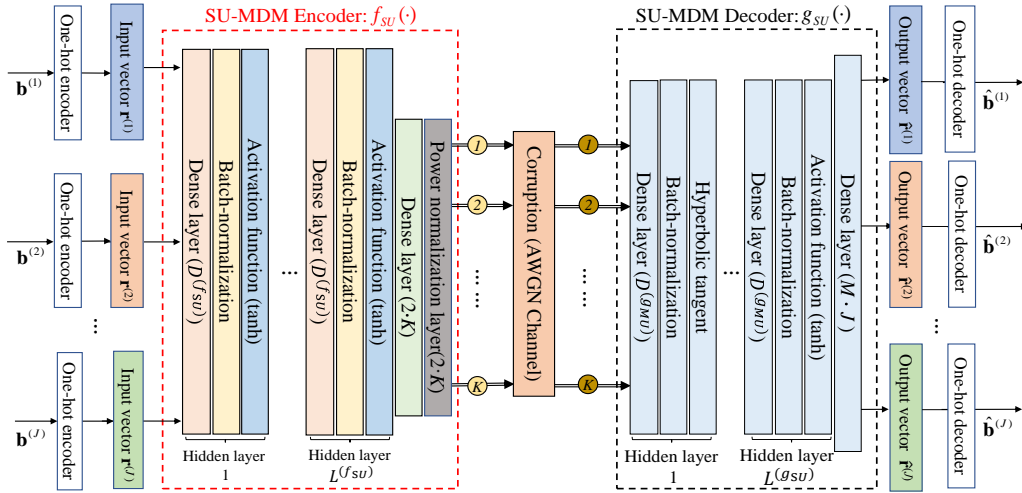 SU-MDM Encoder: f_SU(·)
SU-MDM Decoder: g_SU(·)
b^(1)
One-hot encoder
Input vector r^(1)
b^(2)
One-hot encoder
Input vector r^(2)
...
b^(J)
One-hot encoder
Input vector r^(J)
Dense layer (D^(f_SU))
Batch-normalization
Activation function (tanh)
Hidden layer
1
...
Dense layer (D^(f_SU))
Batch-normalization
Activation function (tanh)
Hidden layer
L^(f_SU)
Dense layer (2·K)
Power normalization layer(2·K)
1
2
......
K
Corruption (AWGN Channel)
1
2
......
K
Dense layer (D^(g_MU))
Batch-normalization
Hyperbolic tangent
Hidden layer
1
...
Dense layer (D^(g_MU))
Batch-normalization
Activation function (tanh)
Hidden layer
L^(g_SU)
Dense layer (M · J)
Output vector r̂^(1)
One-hot decoder
b̂^(1)
Output vector r̂^(2)
One-hot decoder
b̂^(2)
...
Output vector r̂^(J)
One-hot decoder
b̂^(J)